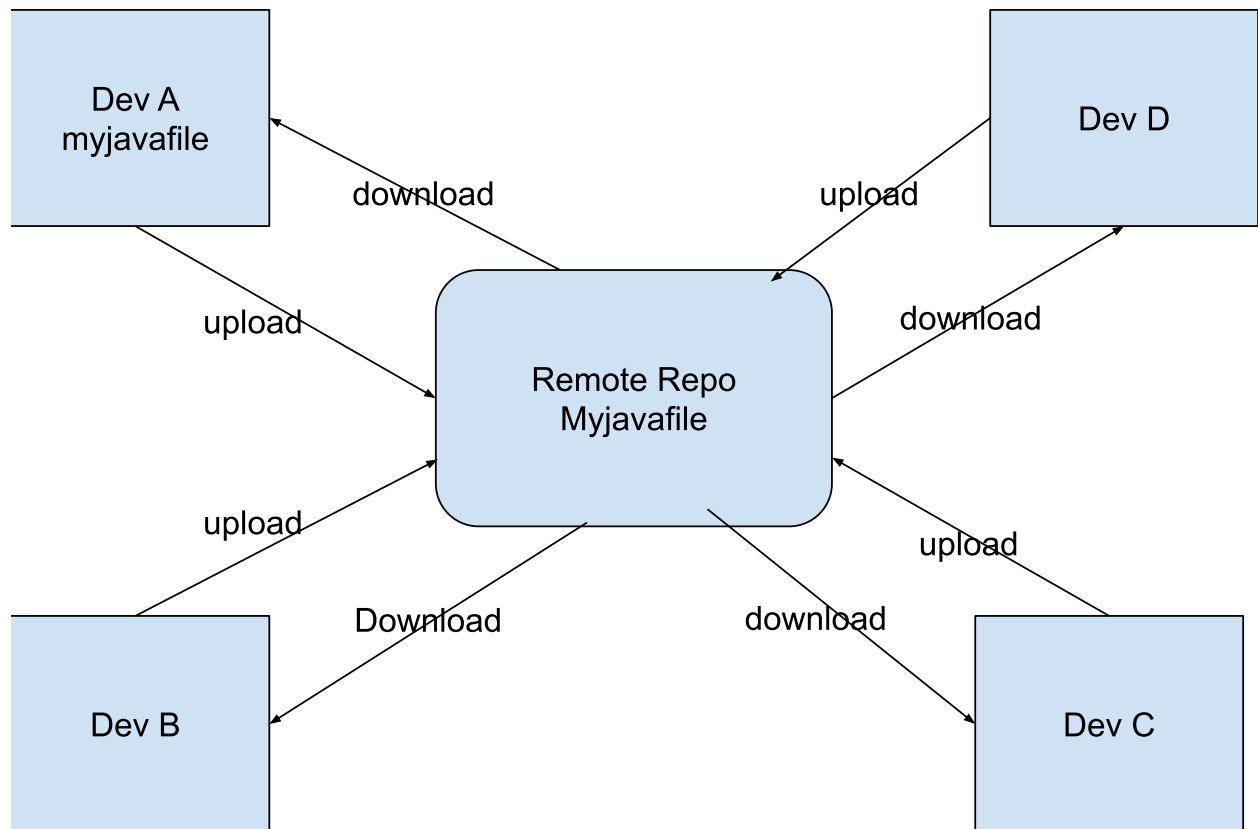 Dev A
myjavafile
Dev D
download
upload
upload
download
Remote Repo
Myjavafile
upload
upload
Download
download
Dev B
Dev C